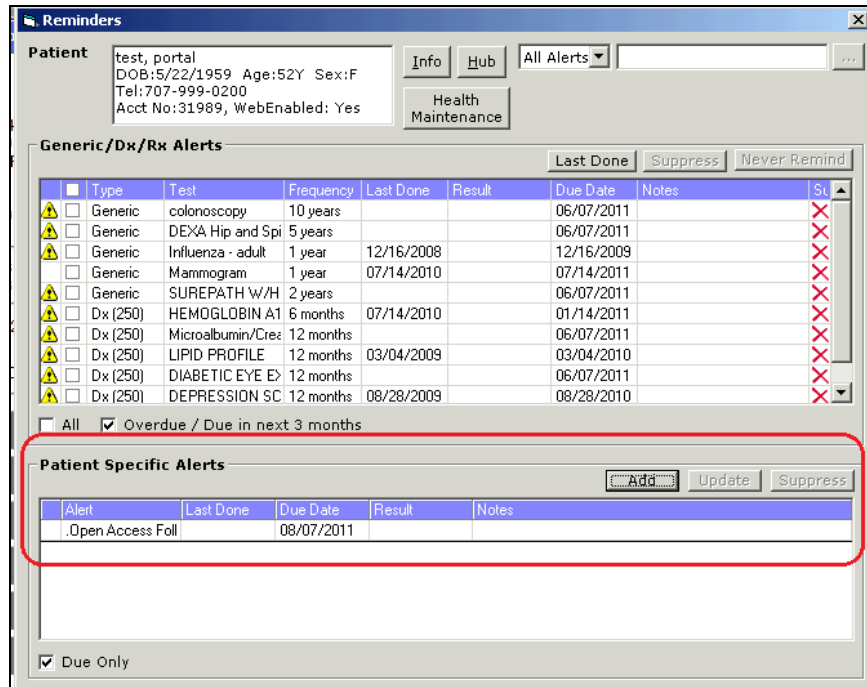 Reminders
Patient
test, portal
DOB:5/22/1959 Age:52Y Sex:F
Tel:707-999-0200
Acct No:31989, WebEnabled: Yes
Info Hub All Alerts ...
Health
Maintenance
Generic/Dx/Rx Alerts
Last Done Suppress Never Remind
Type Test Frequency Last Done Result Due Date Notes Su
Generic colonoscopy 10 years 06/07/2011
Generic DEXA Hip and Spi 5 years 06/07/2011
Generic Influenza - adult 1 year 12/16/2008 12/16/2009
Generic Mammogram 1 year 07/14/2010 07/14/2011
Generic SUREPATH W/H 2 years 06/07/2011
Dx (250) HEMOGLOBIN A1 6 months 07/14/2010 01/14/2011
Dx (250) Microalbumin/Crea 12 months 06/07/2011
Dx (250) LIPID PROFILE 12 months 03/04/2009 03/04/2010
Dx (250) DIABETIC EYE EX 12 months 06/07/2011
Dx (250) DEPRESSION SC 12 months 08/28/2009 08/28/2010
All Overdue / Due in next 3 months
Patient Specific Alerts
Add Update Suppress
Alert Last Done Due Date Result Notes
.Open Access Foll 08/07/2011
Due Only